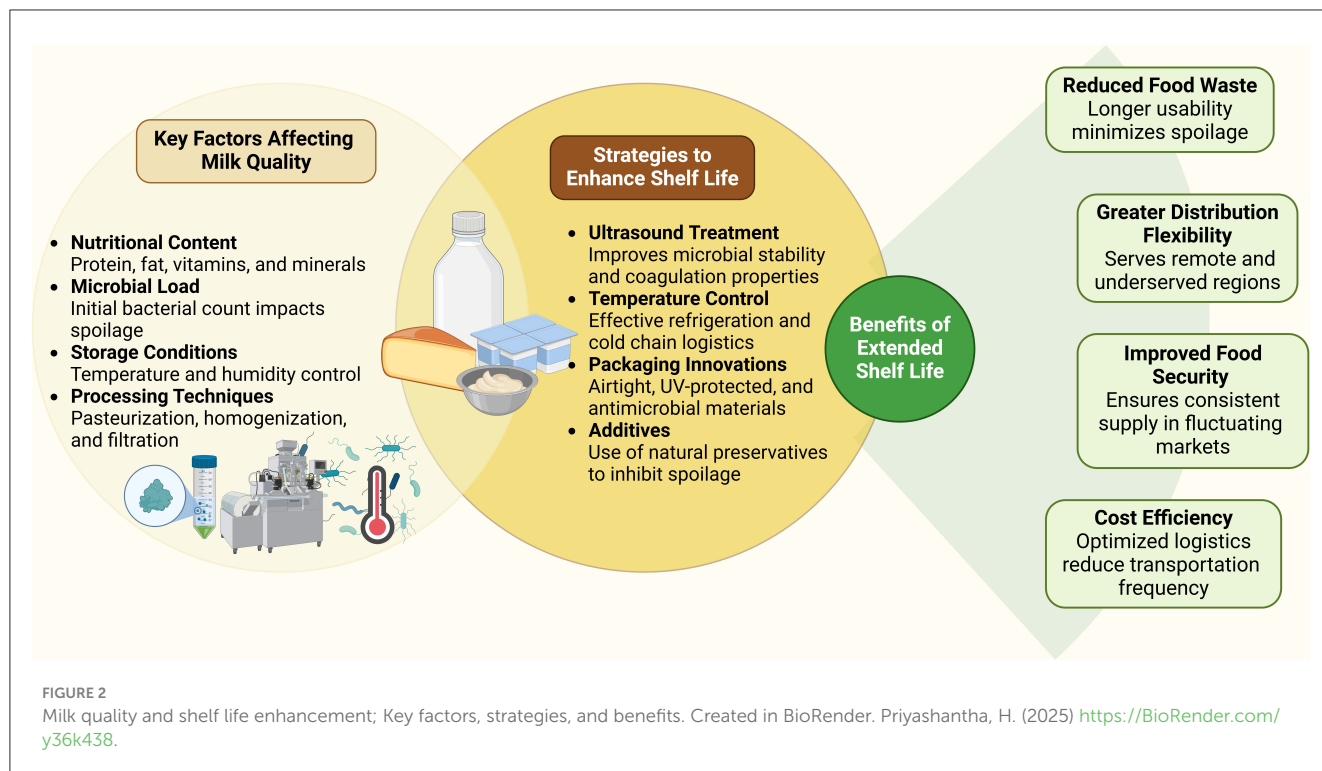 Key Factors Affecting
Milk Quality
• Nutritional Content
Protein, fat, vitamins, and minerals
• Microbial Load
Initial bacterial count impacts
spoilage
• Storage Conditions
Temperature and humidity control
• Processing Techniques
Pasteurization, homogenization,
and filtration
Strategies to
Enhance Shelf Life
• Ultrasound Treatment
Improves microbial stability
and coagulation properties
• Temperature Control
Effective refrigeration and
cold chain logistics
• Packaging Innovations
Airtight, UV-protected, and
antimicrobial materials
• Additives
Use of natural preservatives
to inhibit spoilage
Benefits of
Extended
Shelf Life
Reduced Food Waste
Longer usability
minimizes spoilage
Greater Distribution
Flexibility
Serves remote and
underserved regions
Improved Food
Security
Ensures consistent
supply in fluctuating
markets
Cost Efficiency
Optimized logistics
reduce transportation
frequency
FIGURE 2
Milk quality and shelf life enhancement; Key factors, strategies, and benefits. Created in BioRender. Priyashantha, H. (2025) https://BioRender.com/
y36k438.